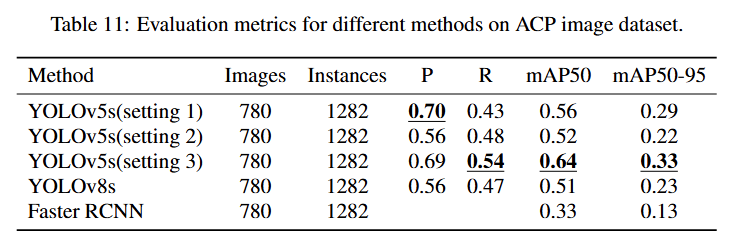 Table 11: Evaluation metrics for different methods on ACP image dataset.
Method Images Instances P R mAP50 mAP50-95
YOLOv5s(setting 1) 780 1282 0.70 0.43 0.56 0.29
YOLOv5s(setting 2) 780 1282 0.56 0.48 0.52 0.22
YOLOv5s(setting 3) 780 1282 0.69 0.54 0.64 0.33
YOLOv8s 780 1282 0.56 0.47 0.51 0.23
Faster RCNN 780 1282 0.33 0.13